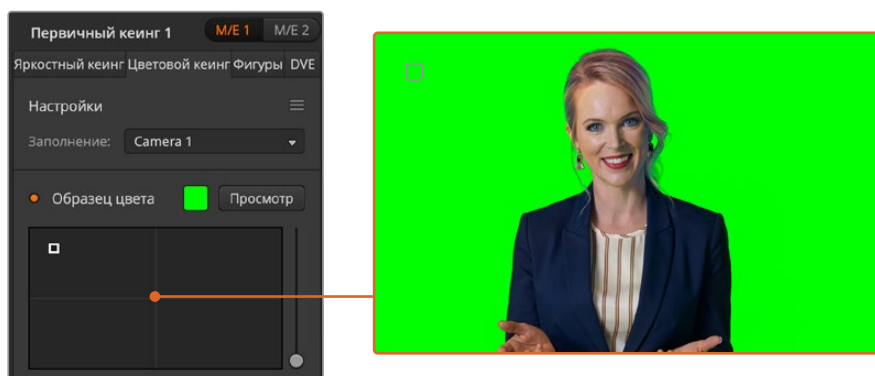 Первичный кеинг 1 M/E 1 M/E 2
Яркостный кеинг Цветовой кеинг Фигуры DVE
Настройки
Заполнение: Camera 1
Образец цвета Просмотр